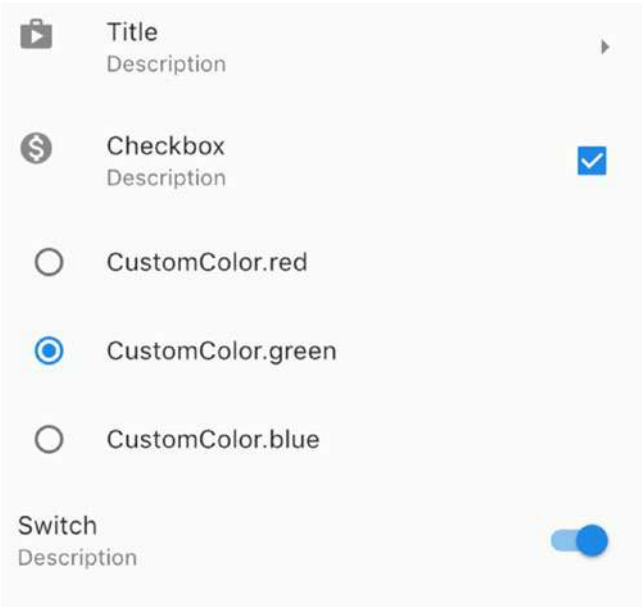 Title
Description
Checkbox
Description
CustomColor.red
CustomColor.green
CustomColor.blue
Switch
Description